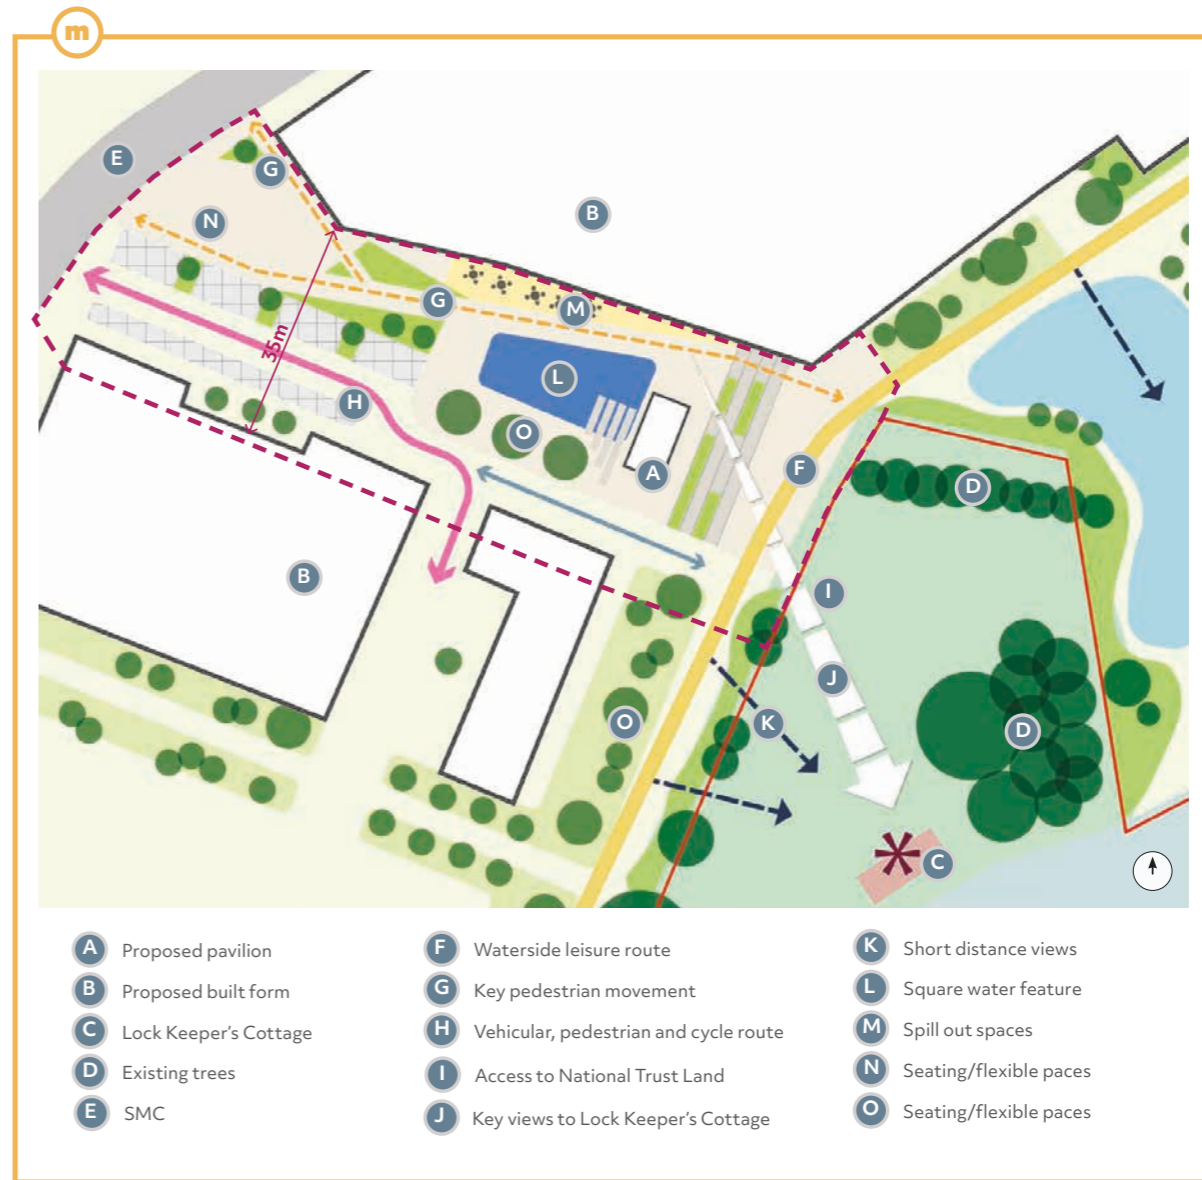 m
E
G
N
B
G
M
35m
L
H
O
A
F
D
B
I
J
O
K
D
C
A Proposed pavilion
B Proposed built form
C Lock Keeper's Cottage
D Existing trees
E SMC
F Waterside leisure route
G Key pedestrian movement
H Vehicular, pedestrian and cycle route
I Access to National Trust Land
J Key views to Lock Keeper's Cottage
K Short distance views
L Square water feature
M Spill out spaces
N Seating/flexible paces
O Seating/flexible paces